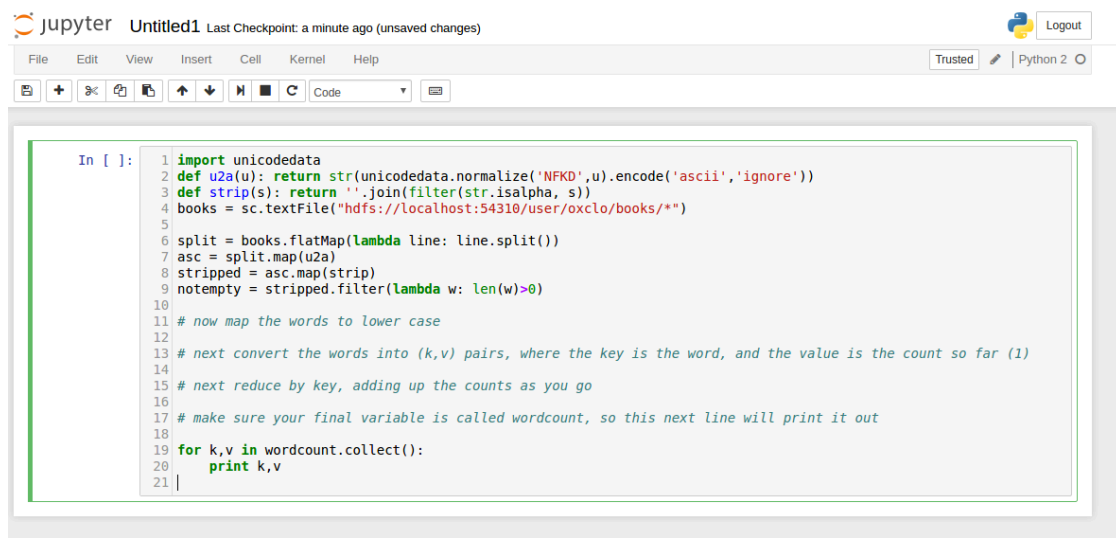 jupyter Untitled1 Last Checkpoint: a minute ago (unsaved changes) Logout
File Edit View Insert Cell Kernel Help Trusted Python 2
Code
In [ ]:
1 import unicodedata
2 def u2a(u): return str(unicodedata.normalize('NFKD',u).encode('ascii','ignore'))
3 def strip(s): return ''.join(filter(str.isalpha, s))
4 books = sc.textFile("hdfs://localhost:54310/user/oxclo/books/*")
5
6 split = books.flatMap(lambda line: line.split())
7 asc = split.map(u2a)
8 stripped = asc.map(strip)
9 notempty = stripped.filter(lambda w: len(w)>0)
10
11 # now map the words to lower case
12
13 # next convert the words into (k,v) pairs, where the key is the word, and the value is the count so far (1)
14
15 # next reduce by key, adding up the counts as you go
16
17 # make sure your final variable is called wordcount, so this next line will print it out
18
19 for k,v in wordcount.collect():
20     print k,v
21